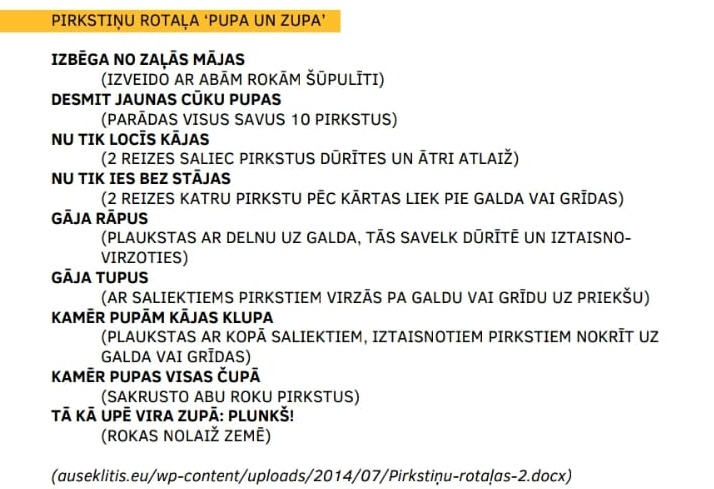 PIRKSTIŅU ROTAĻA ‘PUPA UN ZUPA’
IZBĒGA NO ZAĻĀS MĀJAS
(IZVEIDO AR ABĀM ROKĀM ŠŪPULĪTI)
DESMIT JAUNAS CŪKU PUPAS
(PARĀDAS VISUS SAVUS 10 PIRKSTUS)
NU TIK LOCĪS KĀJAS
(2 REIZES SALIEC PIRKSTUS DŪRĪTES UN ĀTRI ATLAIŽ)
NU TIK IES BEZ STĀJAS
(2 REIZES KATRU PIRKSTU PĒC KĀRTAS LIEK PIE GALDA VAI GRĪDAS)
GĀJA RĀPUS
(PLAUKSTAS AR DELNU UZ GALDA, TĀS SAVELK DŪRĪTĒ UN IZTAISNO-
VIRZOTIES)
GĀJA TUPUS
(AR SALIEKTIEMS PIRKSTIEM VIRZĀS PA GALDU VAI GRĪDU UZ PRIEKŠU)
KAMĒR PUPĀM KĀJAS KLUPA
(PLAUKSTAS AR KOPĀ SALIEKTIEM, IZTAISNOTIEM PIRKSTIEM NOKRĪT UZ
GALDA VAI GRĪDAS)
KAMĒR PUPAS VISAS ČUPĀ
(SAKRUSTO ABU ROKU PIRKSTUS)
TĀ KĀ UPĒ VIRA ZUPĀ: PLUNKŠ!
(ROKAS NOLAIŽ ZEMĒ)
(auseklitis.eu/wp-content/uploads/2014/07/Pirkstiņu-rotaļas-2.docx)